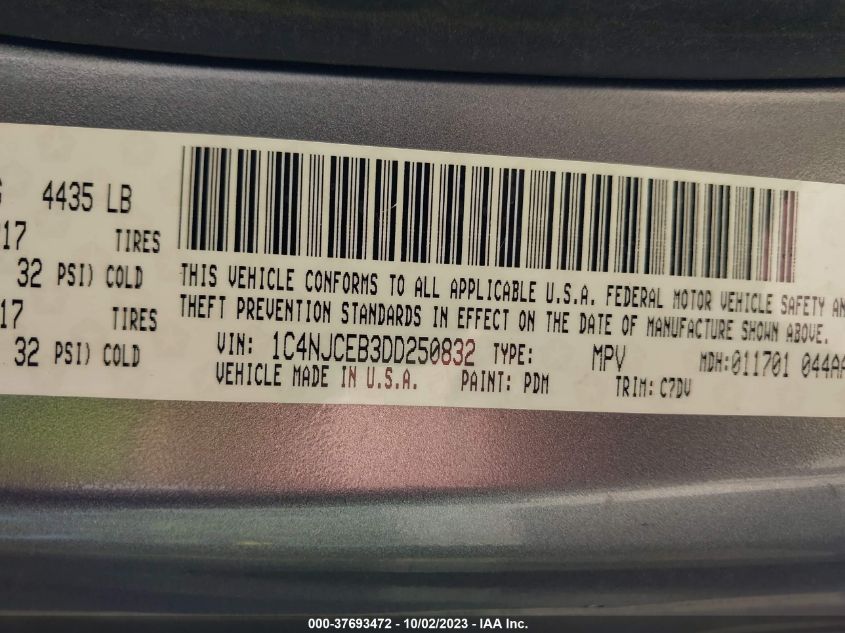 4435 LB
17 TIRES
32 PSI) COLD
17 TIRES
32 PSI) COLD
THIS VEHICLE CONFORMS TO ALL APPLICABLE U.S.A. FEDERAL MOTOR VEHICLE SAFETY AN
THEFT PREVENTION STANDARDS IN EFFECT ON THE DATE OF MANUFACTURE SHOWN ABOVE.
VIN: 1C4NJCEB3DD250832 TYPE: MPV MDH:011701 044AA
VEHICLE MADE IN U.S.A. PAINT: PDM TRIM: C7DV
000-37693472 - 10/02/2023 - IAA Inc.